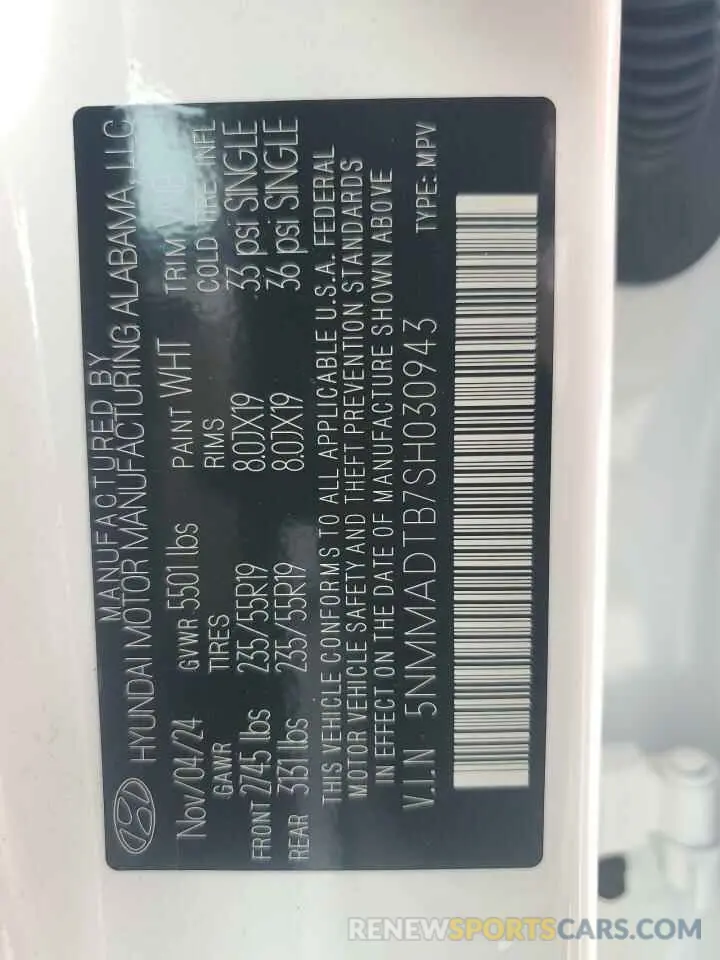 MANUFACTURED BY
HYUNDAI MOTOR MANUFACTURING ALABAMA, LLC
Nov/04/24 GVWR 5501 lbs PAINT WHT TRIM
GAWR TIRES RIMS COLD TIRE INFL
FRONT 2745 lbs 235/55R19 8.0JX19 33 psi SINGLE
REAR 3131 lbs 235/55R19 8.0JX19 36 psi SINGLE
THIS VEHICLE CONFORMS TO ALL APPLICABLE U.S.A. FEDERAL
MOTOR VEHICLE SAFETY AND THEFT PREVENTION STANDARDS
IN EFFECT ON THE DATE OF MANUFACTURE SHOWN ABOVE
V.I.N 5NMMADTB7SH030943 TYPE: MPV
RENEWSPORTSCARS.COM